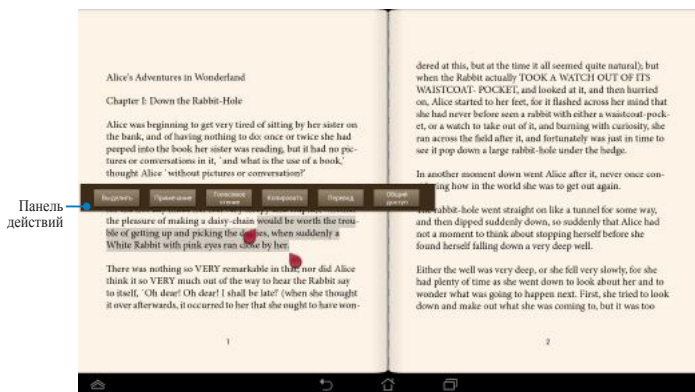 Панель
действий
Alice's Adventures in Wonderland
Chapter I: Down the Rabbit-Hole
Alice was beginning to get very tired of sitting by her sister on
the bank, and of having nothing to do: once or twice she had
peeped into the book her sister was reading, but it had no pic-
tures or conversations in it, `and what is the use of a book,'
thought Alice `without pictures or conversation?'
Выделить
Примечание
Голосовое
чтение
Копировать
Перевод
Общий
доступ
the pleasure of making a daisy-chain would be worth the trou-
ble of getting up and picking the daisies, when suddenly a
White Rabbit with pink eyes ran close by her.
There was nothing so VERY remarkable in that; nor did Alice
think it so VERY much out of the way to hear the Rabbit say
to itself, `Oh dear! Oh dear! I shall be late!' (when she thought
it over afterwards, it occurred to her that she ought to have won-
1
dered at this, but at the time it all seemed quite natural); but
when the Rabbit actually TOOK A WATCH OUT OF ITS
WAISTCOAT- POCKET, and looked at it, and then hurried
on, Alice started to her feet, for it flashed across her mind that
she had never before seen a rabbit with either a waistcoat-pock-
et, or a watch to take out of it, and burning with curiosity, she
ran across the field after it, and fortunately was just in time to
see it pop down a large rabbit-hole under the hedge.
In another moment down went Alice after it, never once con-
sidering how in the world she was to get out again.
The rabbit-hole went straight on like a tunnel for some way,
and then dipped suddenly down, so suddenly that Alice had
not a moment to think about stopping herself before she
found herself falling down a very deep well.
Either the well was very deep, or she fell very slowly, for she
had plenty of time as she went down to look about her and to
wonder what was going to happen next. First, she tried to look
down and make out what she was coming to, but it was too
2